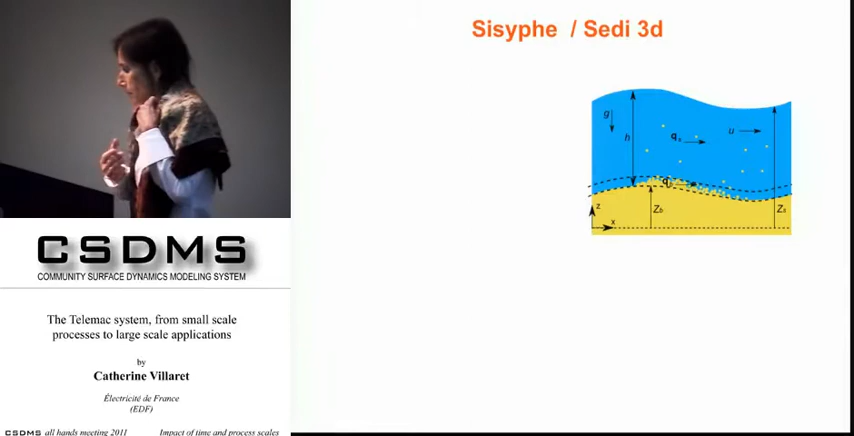 Sisyphe / Sedi 3d
g
h
qs
u
Zb
Zs
z
x
CSDMS
COMMUNITY SURFACE DYNAMICS MODELING SYSTEM
The Telemac system, from small scale
processes to large scale applications
by
Catherine Villaret
Électricité de France
(EDF)
CSDMS all hands meeting 2011 Impact of time and process scales